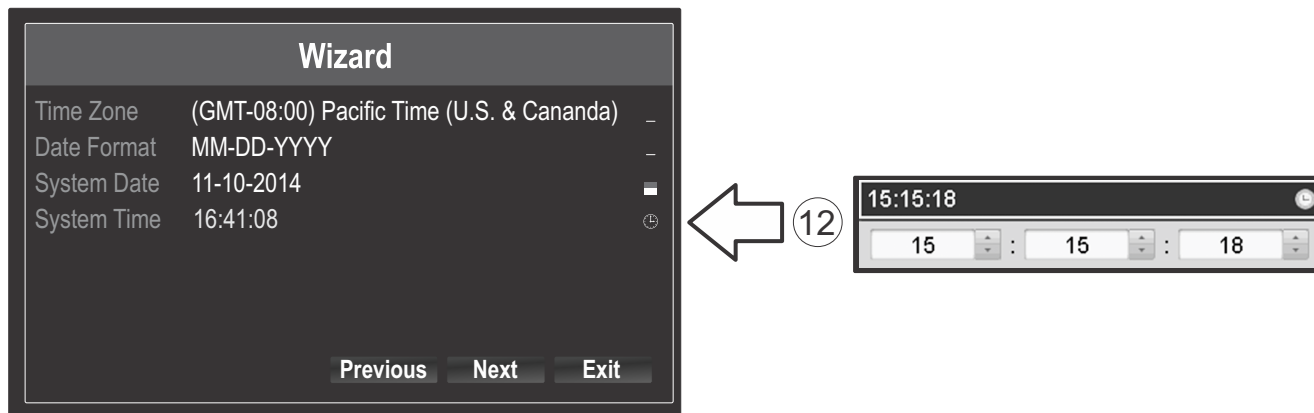 Wizard
Time Zone (GMT-08:00) Pacific Time (U.S. & Cananda) _
Date Format MM-DD-YYYY _
System Date 11-10-2014
System Time 16:41:08
Previous Next Exit
12
15:15:18
15 : 15 : 18